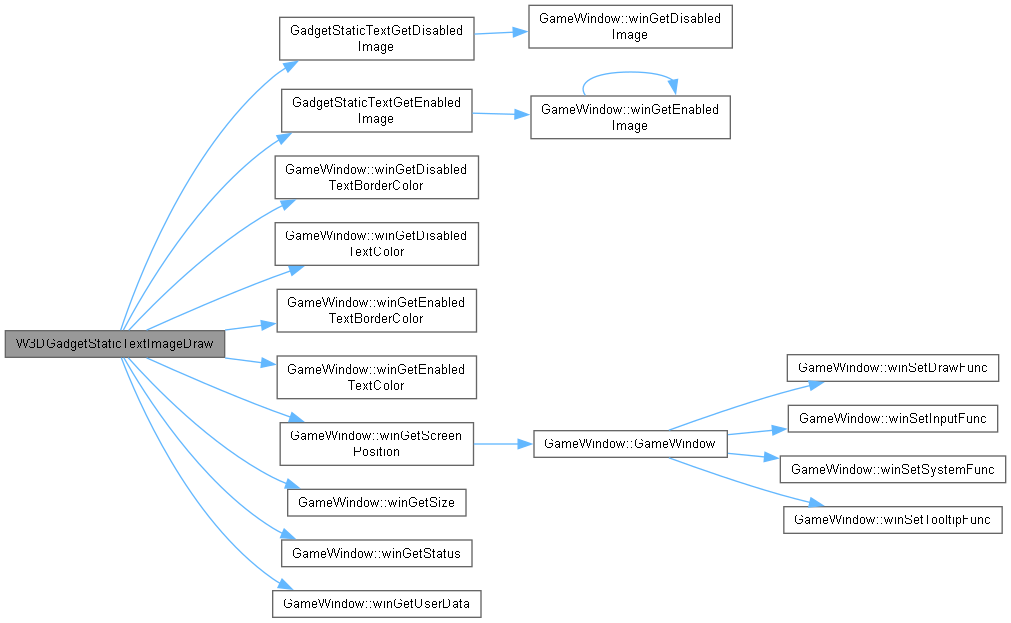 W3DGadgetStaticTextImageDraw
GadgetStaticTextGetDisabled
Image
GameWindow::winGetDisabled
Image
GadgetStaticTextGetEnabled
Image
GameWindow::winGetEnabled
Image
GameWindow::winGetDisabled
TextBorderColor
GameWindow::winGetDisabled
TextColor
GameWindow::winGetEnabled
TextBorderColor
GameWindow::winGetEnabled
TextColor
GameWindow::winGetScreen
Position
GameWindow::GameWindow
GameWindow::winSetDrawFunc
GameWindow::winSetInputFunc
GameWindow::winSetSystemFunc
GameWindow::winSetTooltipFunc
GameWindow::winGetSize
GameWindow::winGetStatus
GameWindow::winGetUserData